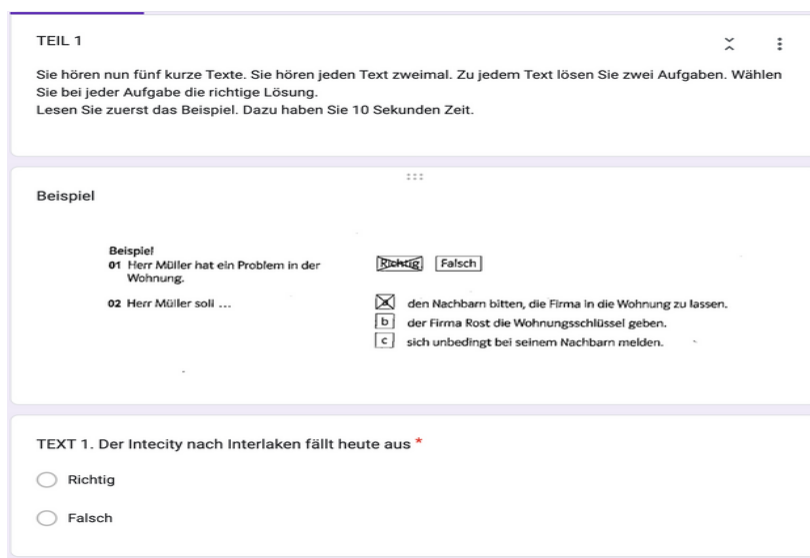 TEIL 1
Sie hören nun fünf kurze Texte. Sie hören jeden Text zweimal. Zu jedem Text lösen Sie zwei Aufgaben. Wählen
Sie bei jeder Aufgabe die richtige Lösung.
Lesen Sie zuerst das Beispiel. Dazu haben Sie 10 Sekunden Zeit.
Beispiel
Beispiel
01 Herr Müller hat ein Problem in der Richtig Falsch
Wohnung.
02 Herr Müller soll ... a den Nachbarn bitten, die Firma in die Wohnung zu lassen.
b der Firma Rost die Wohnungsschlüssel geben.
c sich unbedingt bei seinem Nachbarn melden.
TEXT 1. Der Intecity nach Interlaken fällt heute aus *
Richtig
Falsch